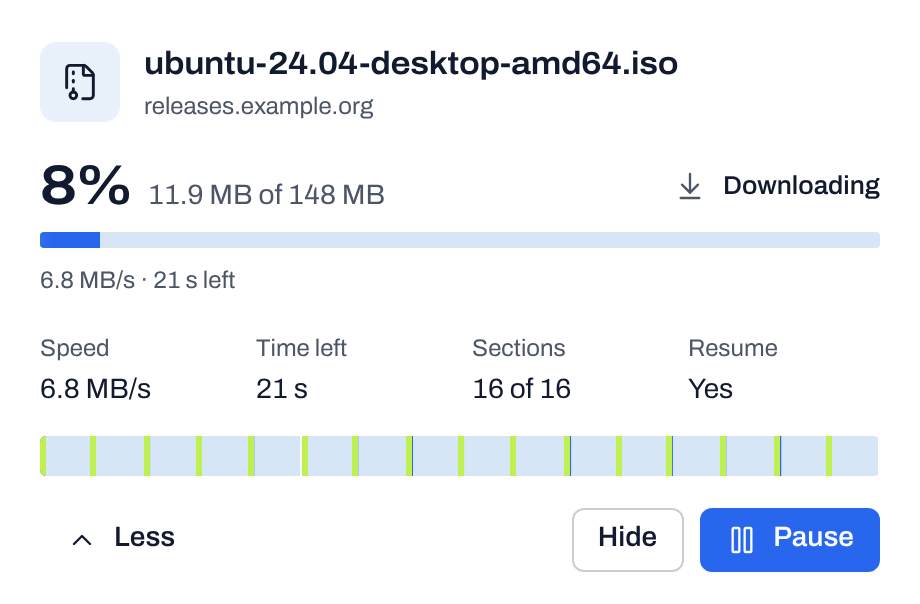 ubuntu-24.04-desktop-amd64.iso
releases.example.org
8% 11.9 MB of 148 MB
Downloading
6.8 MB/s · 21 s left
Speed Time left Sections Resume
6.8 MB/s 21 s 16 of 16 Yes
Less Hide Pause